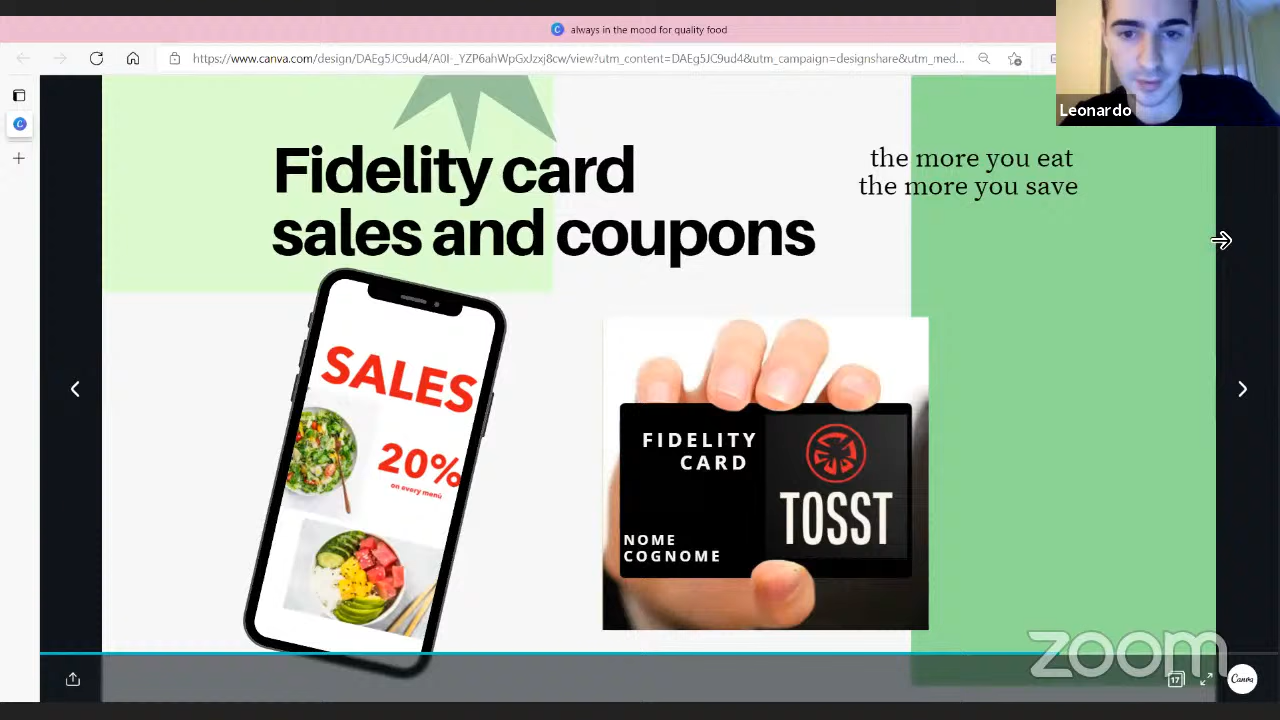 always in the mood for quality food
https://www.canva.com/design/DAEg5JC9ud4/A0I-_YZP6ahWpGxJzxj8cw/view?utm_content=DAEg5JC9ud4&utm_campaign=designshare&utm_med...
Leonardo
Fidelity card
sales and coupons
the more you eat
the more you save
SALES
20%
on every menù
FIDELITY
CARD
TOSST
NOME
COGNOME
zoom
17
Canva